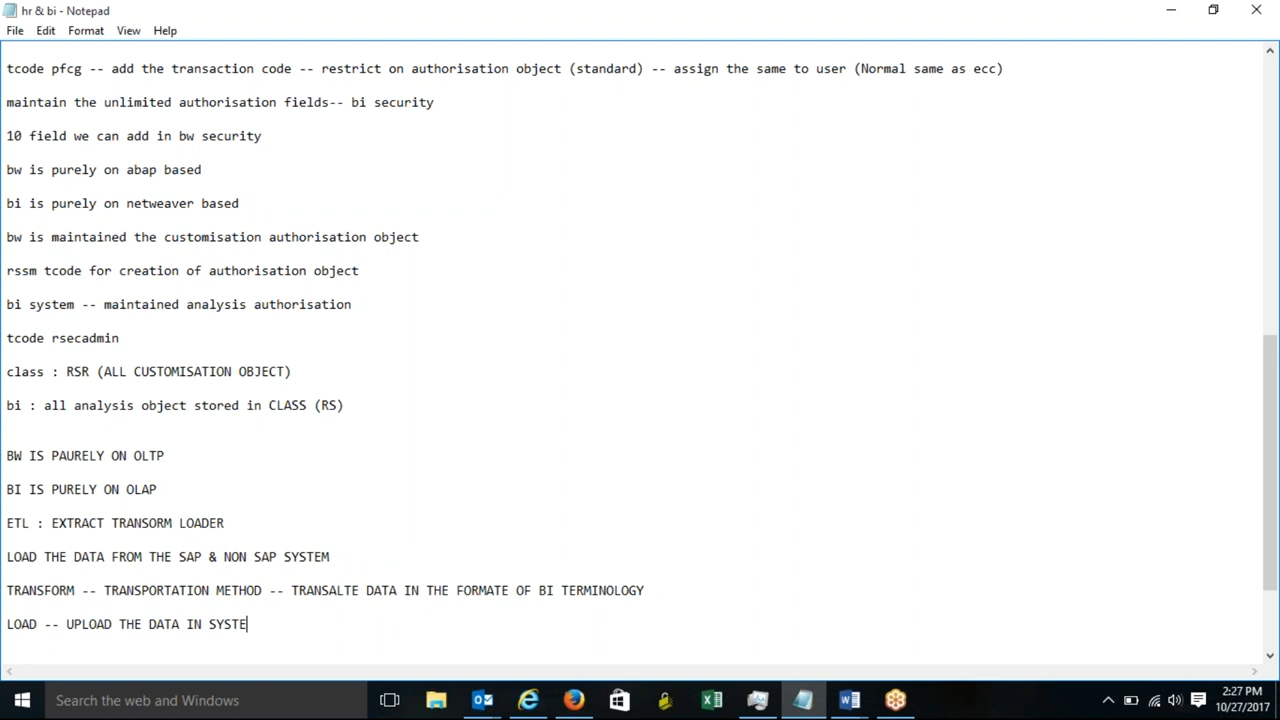 hr & bi - Notepad
File Edit Format View Help
tcode pfcg -- add the transaction code -- restrict on authorisation object (standard) -- assign the same to user (Normal same as ecc)
maintain the unlimited authorisation fields-- bi security
10 field we can add in bw security
bw is purely on abap based
bi is purely on netweaver based
bw is maintained the customisation authorisation object
rssm tcode for creation of authorisation object
bi system -- maintained analysis authorisation
tcode rsecadmin
class : RSR (ALL CUSTOMISATION OBJECT)
bi : all analysis object stored in CLASS (RS)
BW IS PAURELY ON OLTP
BI IS PURELY ON OLAP
ETL : EXTRACT TRANSORM LOADER
LOAD THE DATA FROM THE SAP & NON SAP SYSTEM
TRANSFORM -- TRANSPORTATION METHOD -- TRANSALTE DATA IN THE FORMATE OF BI TERMINOLOGY
LOAD -- UPLOAD THE DATA IN SYSTE
Search the web and Windows
2:27 PM
10/27/2017